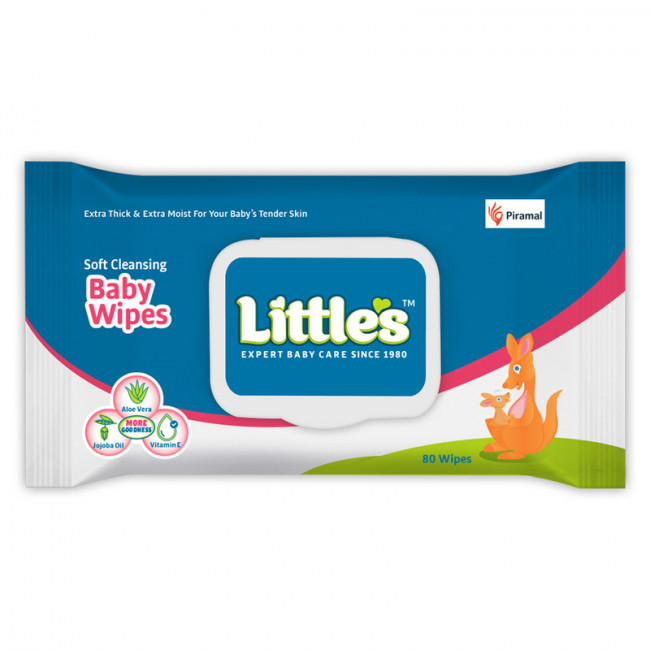 Extra Thick & Extra Moist For Your Baby's Tender Skin
Piramal
Soft Cleansing
Baby
Wipes
Little's™
EXPERT BABY CARE SINCE 1980
Aloe Vera
MORE
GOODNESS
Jojoba Oil
Vitamin E
80 Wipes